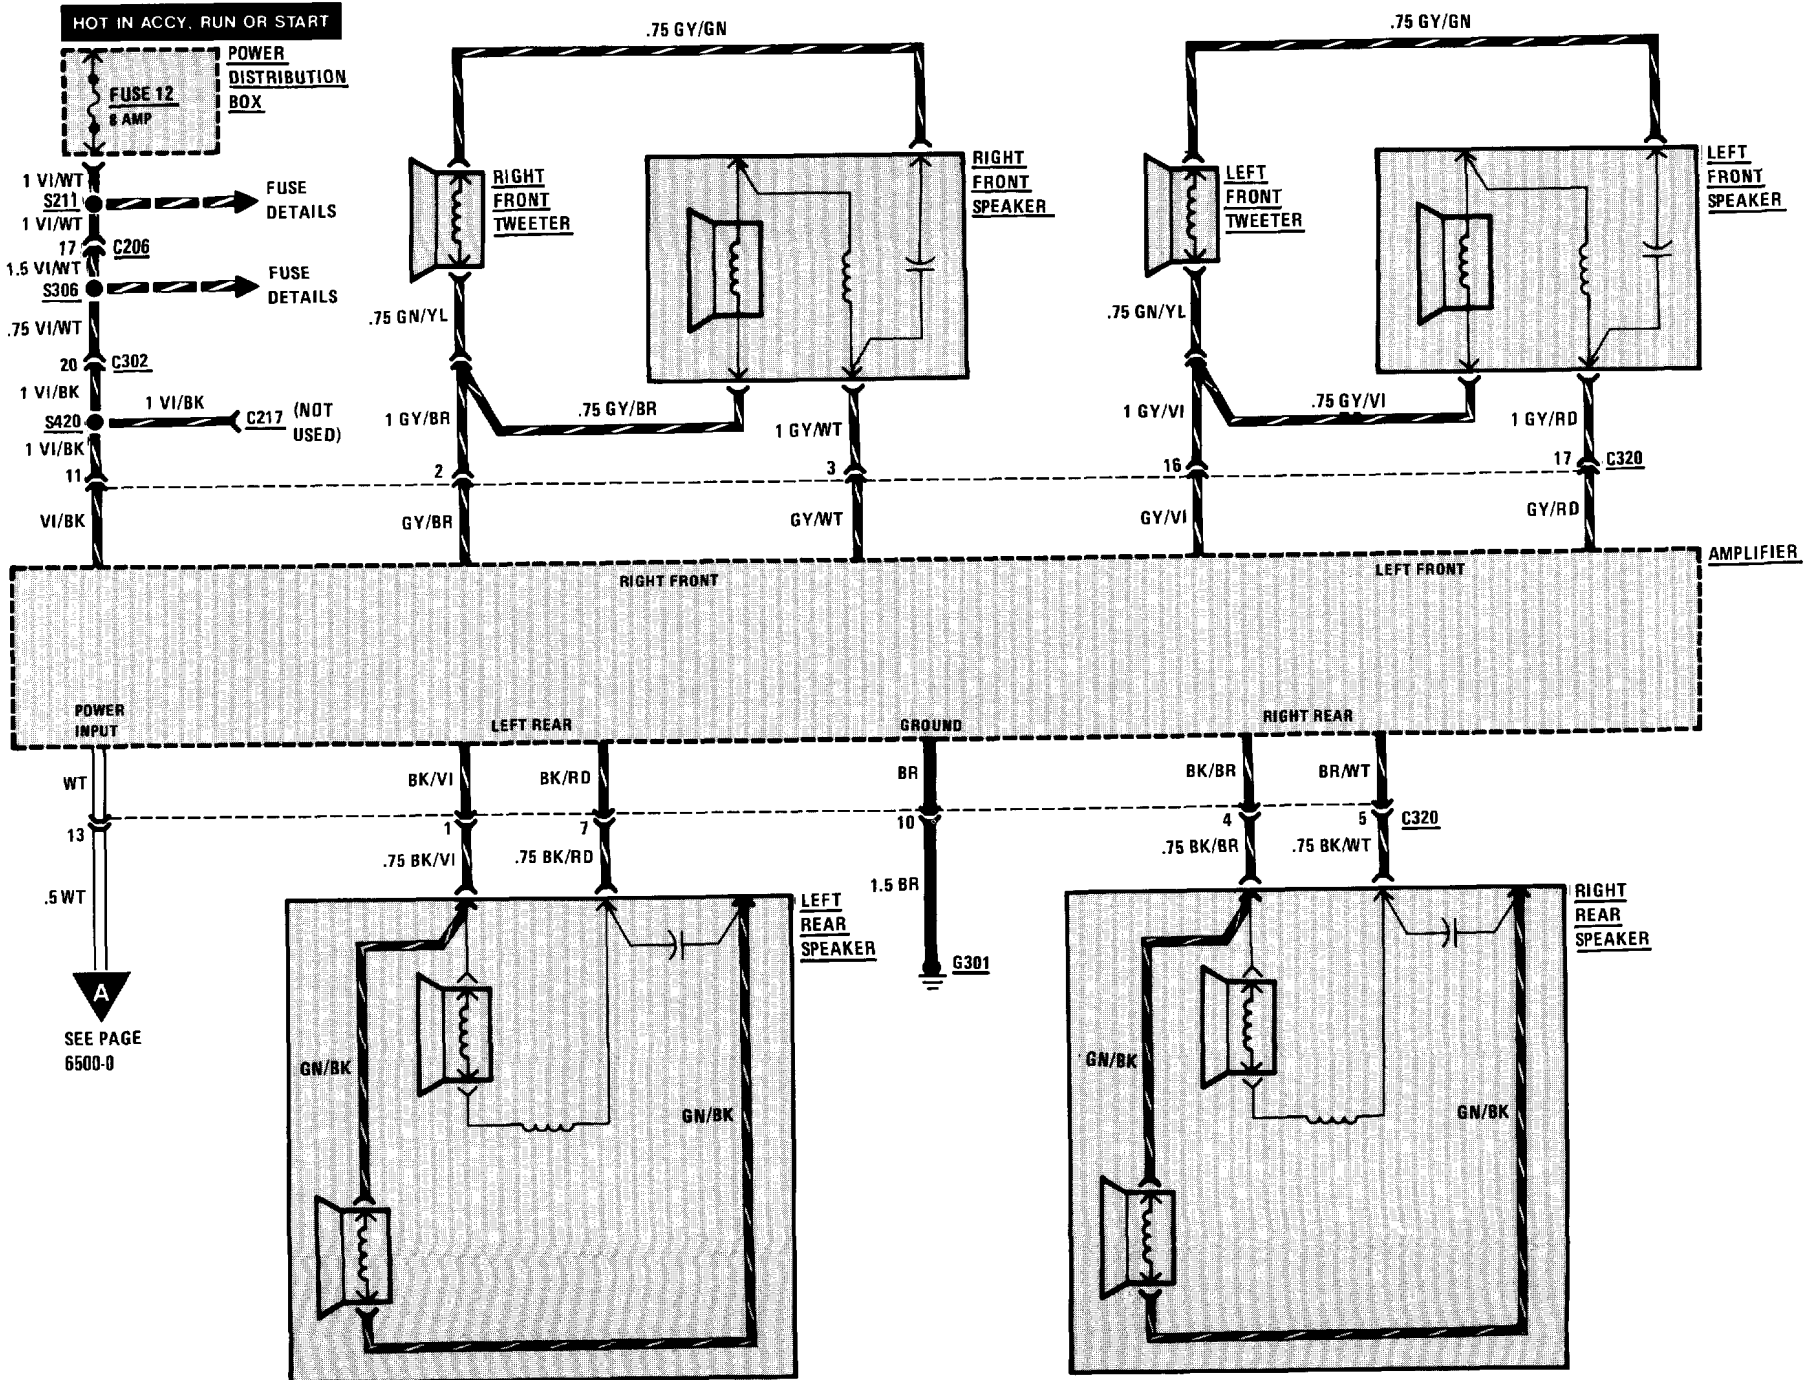 HOT IN ACCY, RUN OR START
POWER
DISTRIBUTION
BOX
FUSE 12
8 AMP
1 VI/WT
S211
FUSE
DETAILS
1 VI/WT
17
C206
1.5 VI/WT
S306
FUSE
DETAILS
.75 VI/WT
20
C302
1 VI/BK
S420
1 VI/BK
C217
(NOT
USED)
1 VI/BK
11
VI/BK
.75 GY/GN
RIGHT
FRONT
TWEETER
RIGHT
FRONT
SPEAKER
.75 GN/YL
.75 GY/BR
1 GY/BR
1 GY/WT
2
3
GY/BR
GY/WT
.75 GY/GN
LEFT
FRONT
TWEETER
LEFT
FRONT
SPEAKER
.75 GN/YL
.75 GY/VI
1 GY/VI
1 GY/RD
16
17
C320
GY/VI
GY/RD
AMPLIFIER
RIGHT FRONT
LEFT FRONT
POWER
INPUT
LEFT REAR
GROUND
RIGHT REAR
WT
BK/VI
BK/RD
BR
BK/BR
BR/WT
13
1
7
10
4
5
C320
.5 WT
.75 BK/VI
.75 BK/RD
1.5 BR
.75 BK/BR
.75 BK/WT
A
SEE PAGE
6500-0
LEFT
REAR
SPEAKER
G301
RIGHT
REAR
SPEAKER
GN/BK
GN/BK
GN/BK
GN/BK